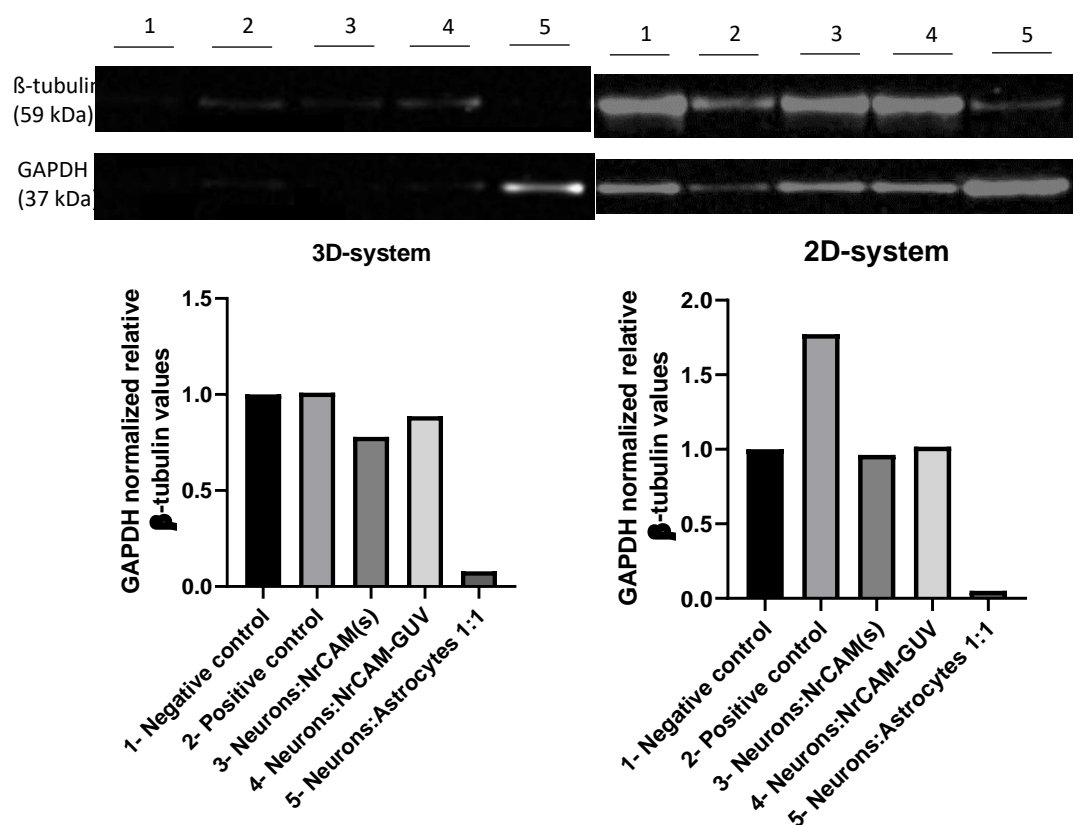 1 2 3 4 5 1 2 3 4 5
ß-tubulin
(59 kDa)
GAPDH
(37 kDa)
3D-system
GAPDH normalized relative
β-tubulin values
1.5
1.0
0.5
0.0
1- Negative control
2- Positive control
3- Neurons:NrCAM(s)
4- Neurons:NrCAM-GUV
5- Neurons:Astrocytes 1:1
2D-system
GAPDH normalized relative
β-tubulin values
2.0
1.5
1.0
0.5
0.0
1- Negative control
2- Positive control
3- Neurons:NrCAM(s)
4- Neurons:NrCAM-GUV
5- Neurons:Astrocytes 1:1